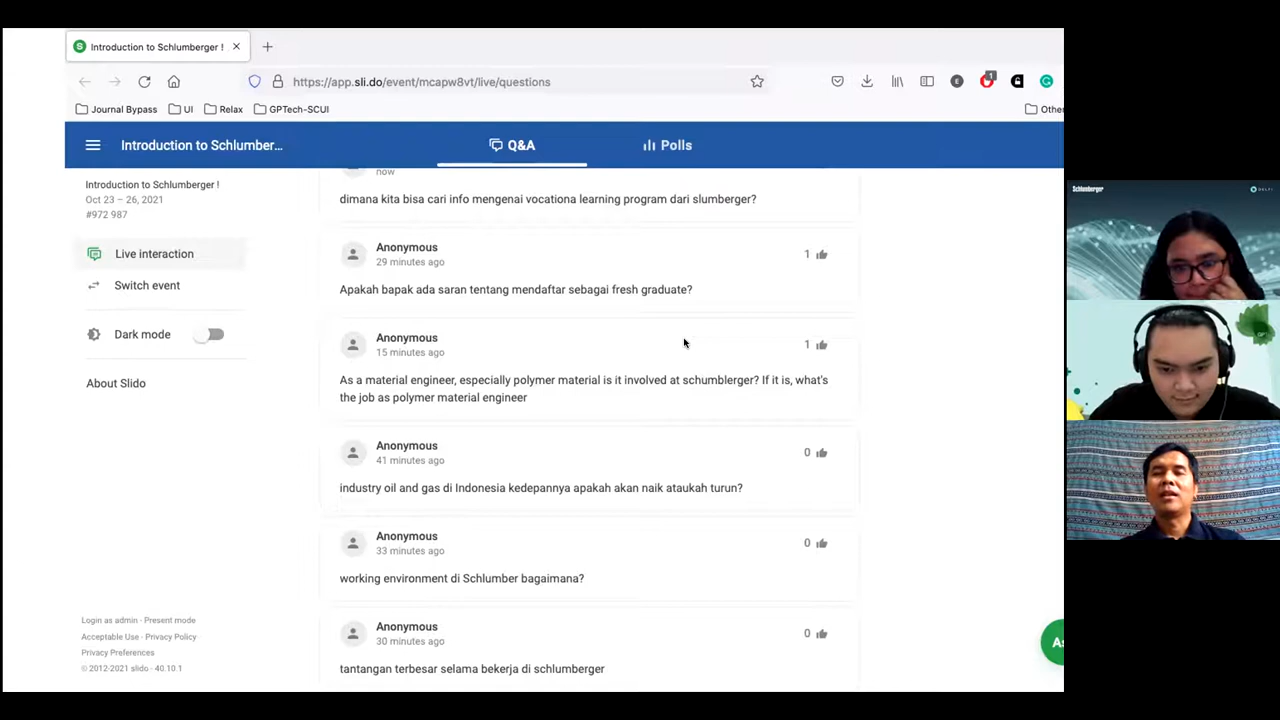 Introduction to Schlumberger !
https://app.sli.do/event/mcapw8vt/live/questions
E
1
Journal Bypass
UI
Relax
GPTech-SCUI
Other
Introduction to Schlumber...
Q&A
Polls
Introduction to Schlumberger !
Oct 23 – 26, 2021
#972 987
Live interaction
Switch event
Dark mode
About Slido
Login as admin · Present mode
Acceptable Use · Privacy Policy
Privacy Preferences
© 2012-2021 slido · 40.10.1
now
dimana kita bisa cari info mengenai vocationa learning program dari slumberger?
Anonymous
29 minutes ago
1
Apakah bapak ada saran tentang mendaftar sebagai fresh graduate?
Anonymous
15 minutes ago
1
As a material engineer, especially polymer material is it involved at schumblerger? If it is, what's
the job as polymer material engineer
Anonymous
41 minutes ago
0
industry oil and gas di Indonesia kedepannya apakah akan naik ataukah turun?
Anonymous
33 minutes ago
0
working environment di Schlumber bagaimana?
Anonymous
30 minutes ago
0
tantangan terbesar selama bekerja di schlumberger
As
Schlumberger
DELFI